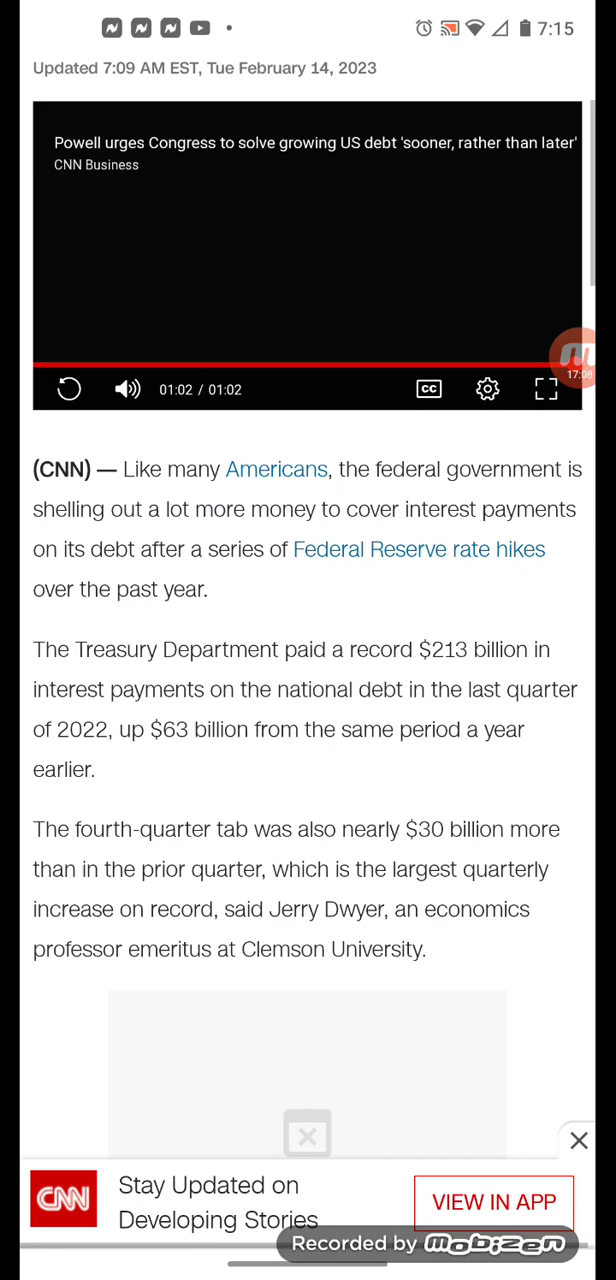 7:15
Updated 7:09 AM EST, Tue February 14, 2023
Powell urges Congress to solve growing US debt 'sooner, rather than later'
CNN Business
17:08
01:02 / 01:02
CC
(CNN) — Like many Americans, the federal government is
shelling out a lot more money to cover interest payments
on its debt after a series of Federal Reserve rate hikes
over the past year.
The Treasury Department paid a record $213 billion in
interest payments on the national debt in the last quarter
of 2022, up $63 billion from the same period a year
earlier.
The fourth-quarter tab was also nearly $30 billion more
than in the prior quarter, which is the largest quarterly
increase on record, said Jerry Dwyer, an economics
professor emeritus at Clemson University.
CNN
Stay Updated on
Developing Stories
VIEW IN APP
Recorded by mobizen